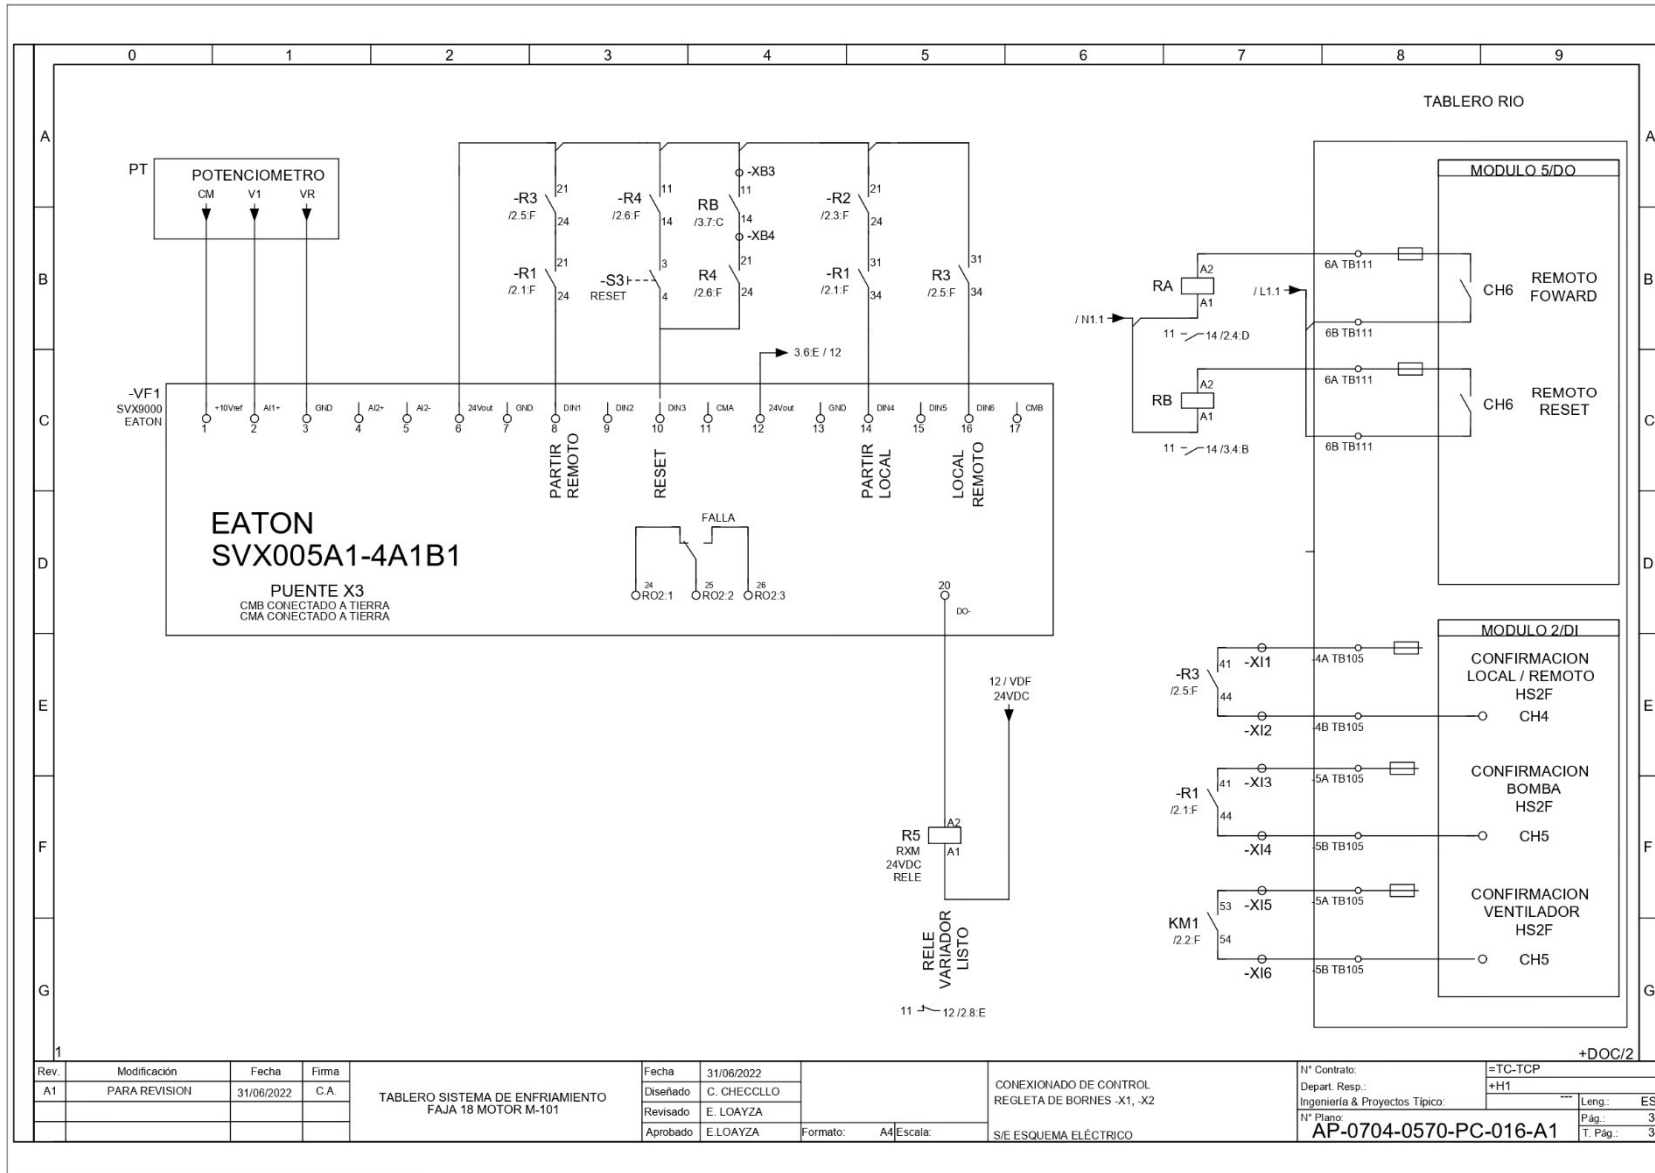 0 1 2 3 4 5 6 7 8 9
TABLERO RIO
A
A
PT
POTENCIOMETRO
CM V1 VR
-XB3
MODULO 5/DO
-R3
/2.5:F
21
24
-R4
/2.6:F
11
14
RB
/3.7:C
11
14
-XB4
-R2
/2.3:F
21
24
B
B
-R1
/2.1:F
21
24
-S3
RESET
3
4
R4
/2.6:F
21
24
-R1
/2.1:F
31
34
R3
/2.5:F
31
34
RA
A2
A1
11 14 /2.4:D
/ N1.1
/ L1.1
6A TB111
6B TB111
CH6
REMOTO
FOWARD
3.6:E / 12
C
C
RB
A2
A1
11 14 /3.4:B
6A TB111
6B TB111
CH6
REMOTO
RESET
-VF1
SVX9000
EATON
+10Vref AI1+ GND AI2+ AI2- 24Vout GND DIN1 DIN2 DIN3 CMA 24Vout GND DIN4 DIN5 DIN6 CMB
1 2 3 4 5 6 7 8 9 10 11 12 13 14 15 16 17
PARTIR
REMOTO
RESET
PARTIR
LOCAL
LOCAL
REMOTO
D
D
EATON
SVX005A1-4A1B1
PUENTE X3
CMB CONECTADO A TIERRA
CMA CONECTADO A TIERRA
FALLA
24 25 26
RO2:1 RO2:2 RO2:3
20
DO-
MODULO 2/DI
E
E
-R3
/2.5:F
41
44
-XI1
-XI2
-4A TB105
-4B TB105
CONFIRMACION
LOCAL / REMOTO
HS2F
CH4
12 / VDF
24VDC
F
F
-R1
/2.1:F
41
44
-XI3
-XI4
-5A TB105
-5B TB105
CONFIRMACION
BOMBA
HS2F
CH5
R5
RXM
24VDC
RELE
A2
A1
RELE
VARIADOR
LISTO
11 12 /2.8:E
G
G
KM1
/2.2:F
53
54
-XI5
-XI6
-5A TB105
-5B TB105
CONFIRMACION
VENTILADOR
HS2F
CH5
1
+DOC/2
Rev. Modificación Fecha Firma
A1 PARA REVISION 31/06/2022 C.A.
TABLERO SISTEMA DE ENFRIAMIENTO
FAJA 18 MOTOR M-101
Fecha 31/06/2022
Diseñado C. CHECCLLO
Revisado E. LOAYZA
Aprobado E.LOAYZA
Formato: A4 Escala:
CONEXIONADO DE CONTROL
REGLETA DE BORNES -X1, -X2
S/E ESQUEMA ELÉCTRICO
N° Contrato: =TC-TCP
Depart. Resp.: +H1
Ingeniería & Proyectos Típico: --- Leng.: ES
N° Plano:
AP-0704-0570-PC-016-A1
Pág.: 3
T. Pág.: 3